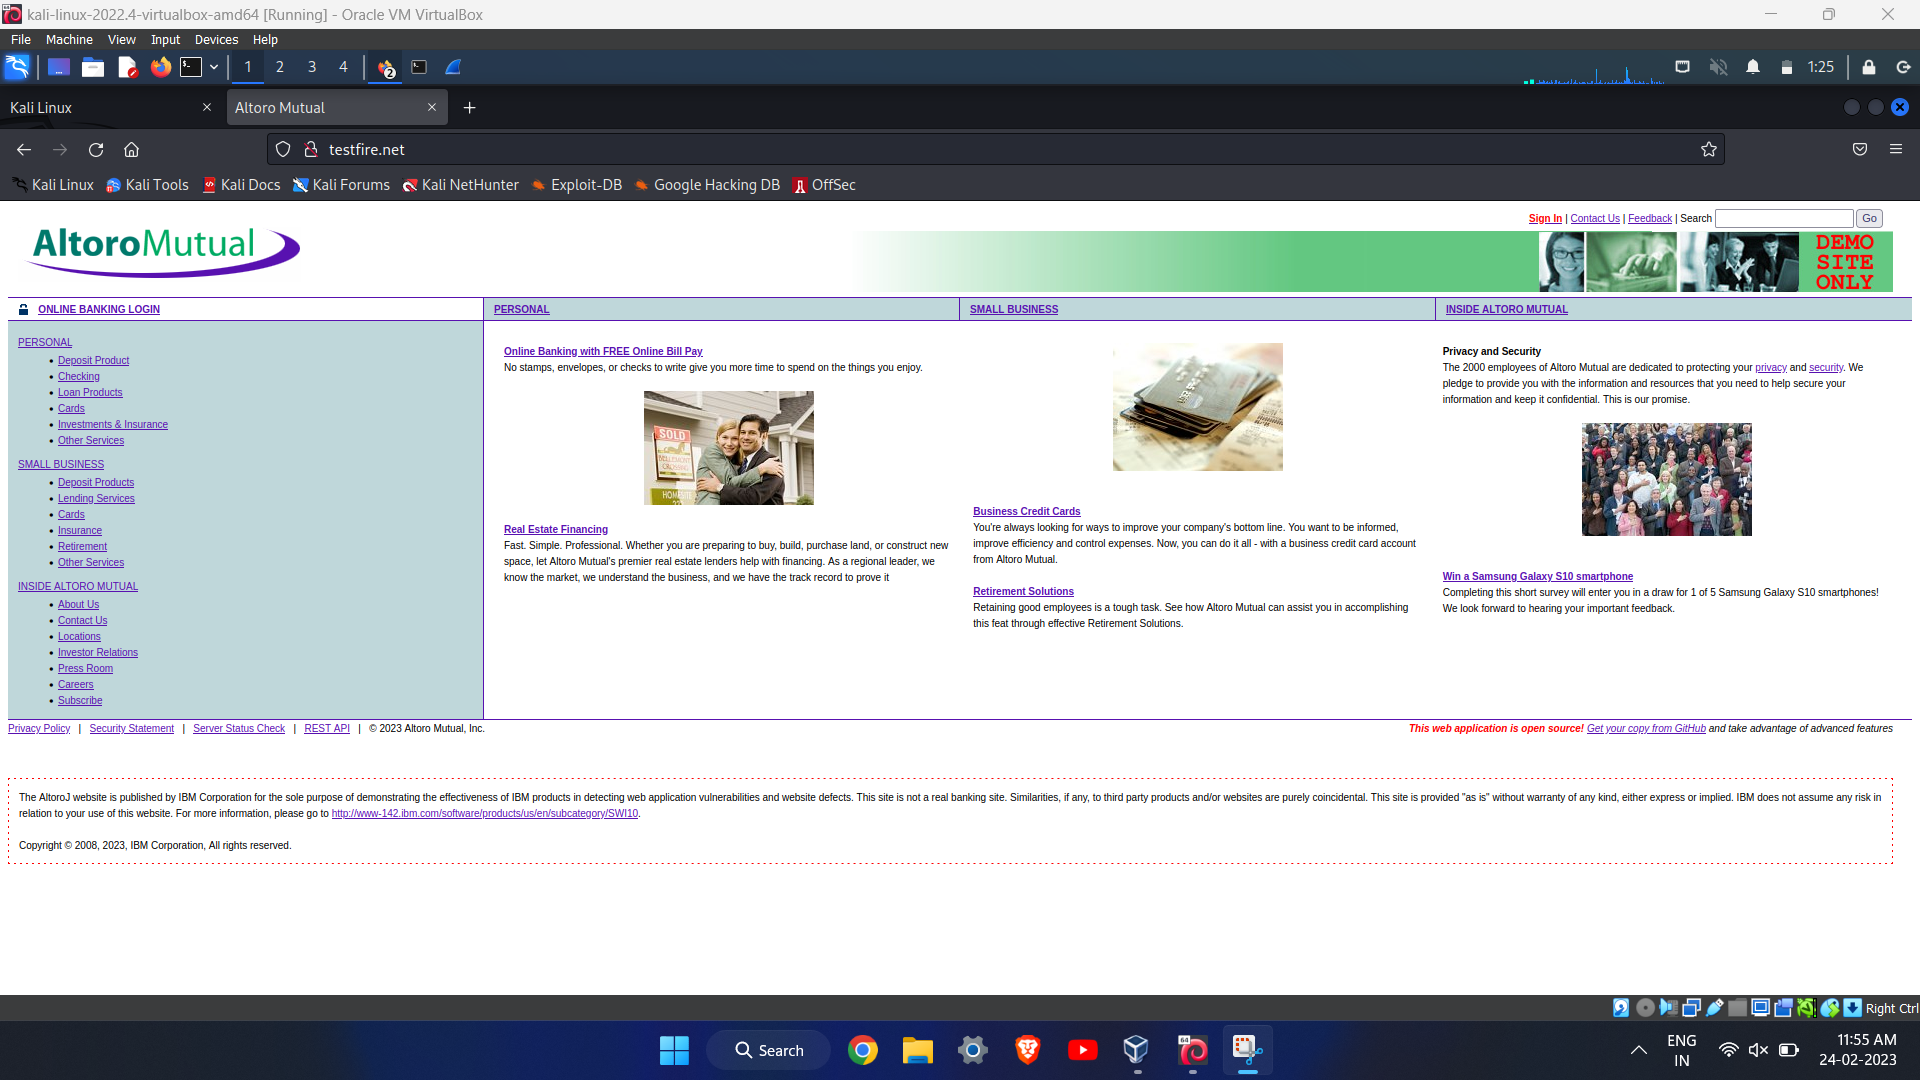 kali-linux-2022.4-virtualbox-amd64 [Running] - Oracle VM VirtualBox
File Machine View Input Devices Help
1 2 3 4 2 1:25
Kali Linux
Altoro Mutual
testfire.net
Kali Linux Kali Tools Kali Docs Kali Forums Kali NetHunter Exploit-DB Google Hacking DB OffSec
Sign In | Contact Us | Feedback | Search Go
AltoroMutual
DEMO
SITE
ONLY
ONLINE BANKING LOGIN
PERSONAL
SMALL BUSINESS
INSIDE ALTORO MUTUAL
PERSONAL
Deposit Product
Checking
Loan Products
Cards
Investments & Insurance
Other Services
SMALL BUSINESS
Deposit Products
Lending Services
Cards
Insurance
Retirement
Other Services
INSIDE ALTORO MUTUAL
About Us
Contact Us
Locations
Investor Relations
Press Room
Careers
Subscribe
Online Banking with FREE Online Bill Pay
No stamps, envelopes, or checks to write give you more time to spend on the things you enjoy.
SOLD
Real Estate Financing
Fast. Simple. Professional. Whether you are preparing to buy, build, purchase land, or construct new
space, let Altoro Mutual's premier real estate lenders help with financing. As a regional leader, we
know the market, we understand the business, and we have the track record to prove it
Business Credit Cards
You're always looking for ways to improve your company's bottom line. You want to be informed,
improve efficiency and control expenses. Now, you can do it all - with a business credit card account
from Altoro Mutual.
Retirement Solutions
Retaining good employees is a tough task. See how Altoro Mutual can assist you in accomplishing
this feat through effective Retirement Solutions.
Privacy and Security
The 2000 employees of Altoro Mutual are dedicated to protecting your privacy and security. We
pledge to provide you with the information and resources that you need to help secure your
information and keep it confidential. This is our promise.
Win a Samsung Galaxy S10 smartphone
Completing this short survey will enter you in a draw for 1 of 5 Samsung Galaxy S10 smartphones!
We look forward to hearing your important feedback.
Privacy Policy | Security Statement | Server Status Check | REST API | © 2023 Altoro Mutual, Inc.
This web application is open source! Get your copy from GitHub and take advantage of advanced features
The AltoroJ website is published by IBM Corporation for the sole purpose of demonstrating the effectiveness of IBM products in detecting web application vulnerabilities and website defects. This site is not a real banking site. Similarities, if any, to third party products and/or websites are purely coincidental. This site is provided "as is" without warranty of any kind, either express or implied. IBM does not assume any risk in
relation to your use of this website. For more information, please go to http://www-142.ibm.com/software/products/us/en/subcategory/SWI10.
Copyright © 2008, 2023, IBM Corporation, All rights reserved.
Right Ctrl
Search
64
ENG
IN
11:55 AM
24-02-2023